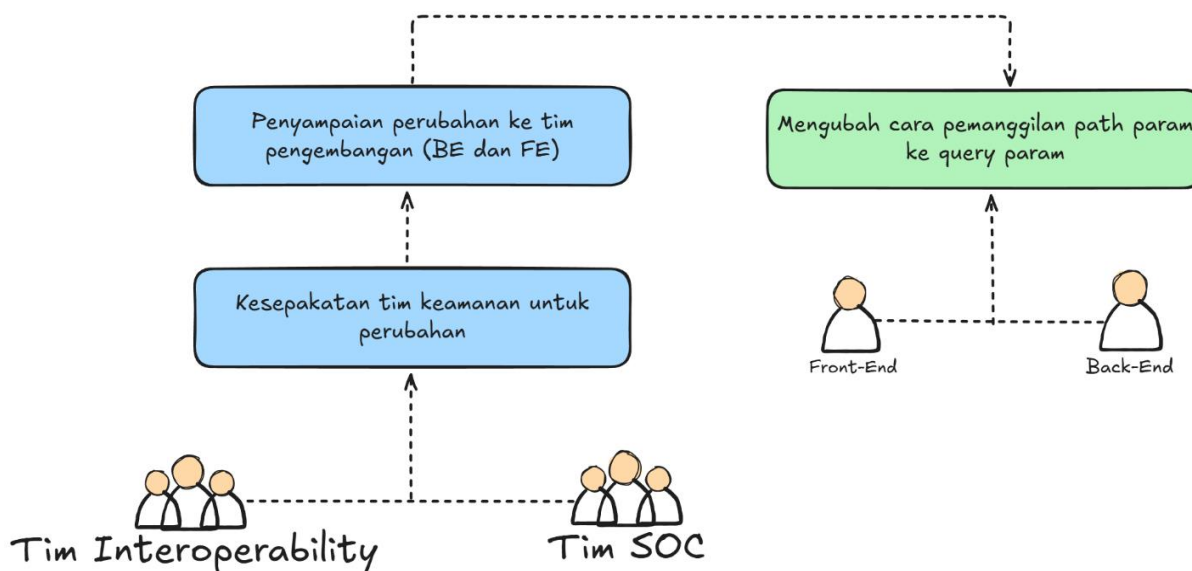 Penyampaian perubahan ke tim
pengembangan (BE dan FE)
Mengubah cara pemanggilan path param
ke query param
Kesepakatan tim keamanan untuk
perubahan
Front-End
Back-End
Tim Interoperability
Tim SOC